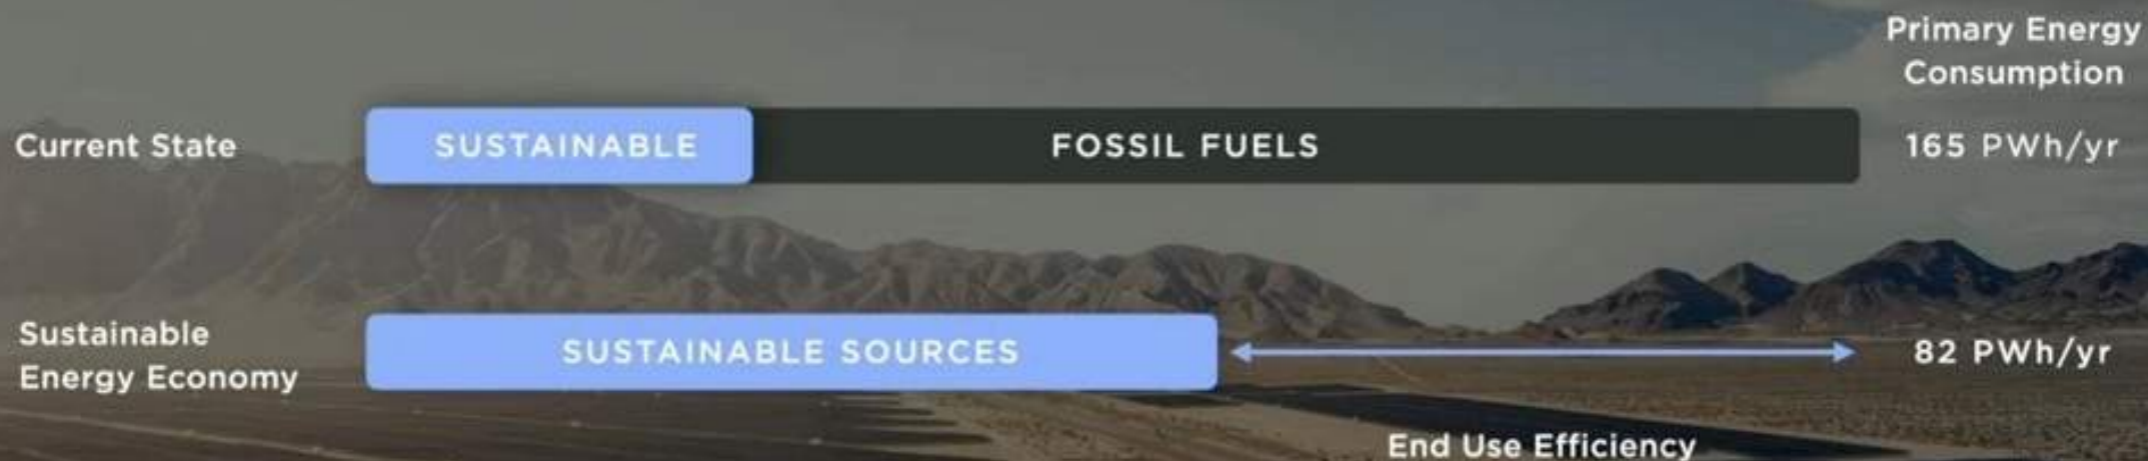 Primary Energy
Consumption
Current State
SUSTAINABLE
FOSSIL FUELS
165 PWh/yr
Sustainable
Energy Economy
SUSTAINABLE SOURCES
82 PWh/yr
End Use Efficiency